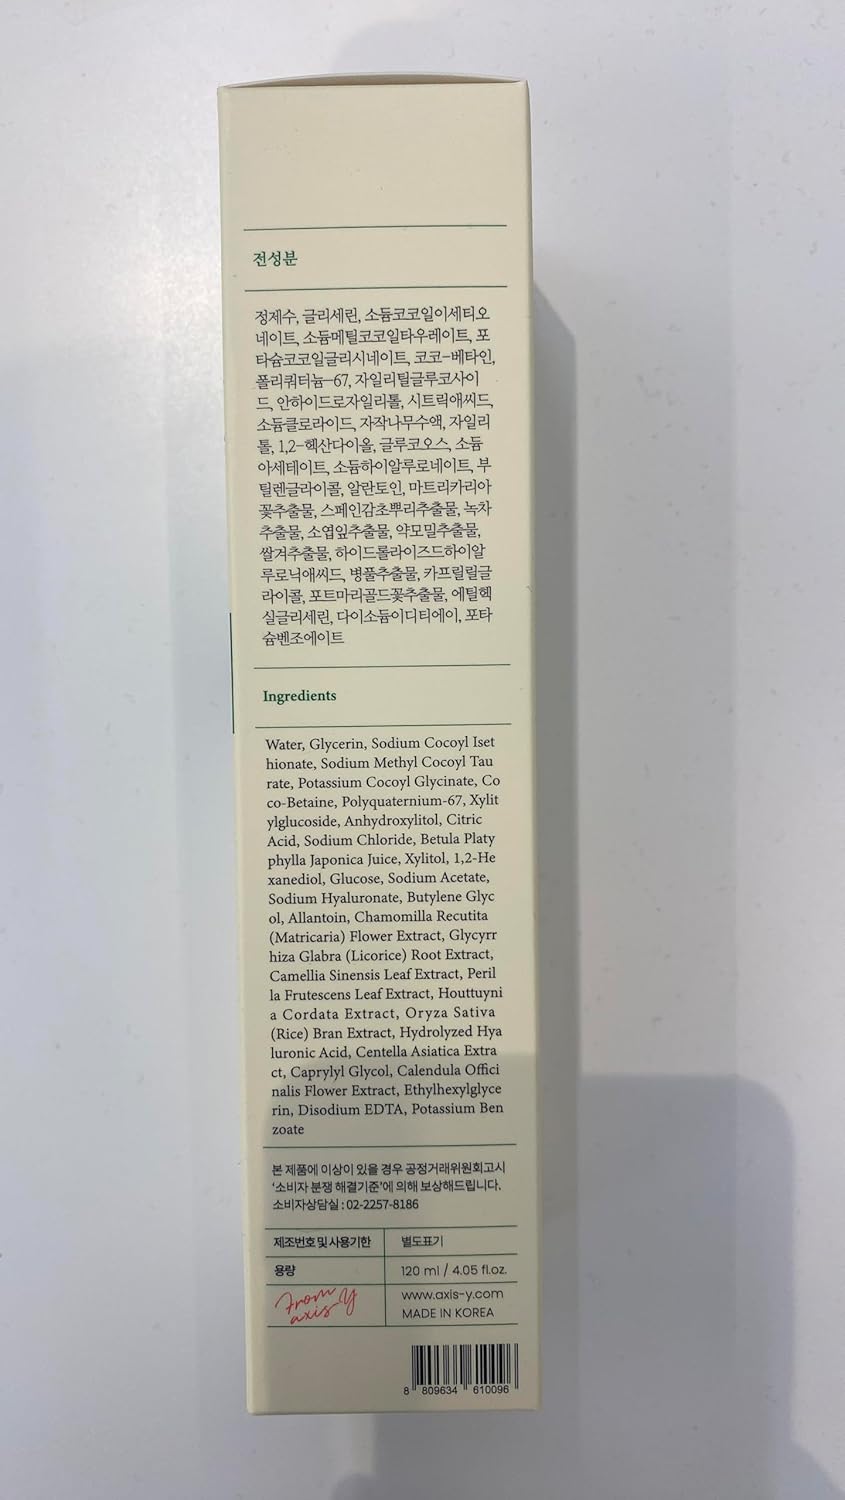 전성분
정제수, 글리세린, 소듐코코일이세티오
네이트, 소듐메틸코코일타우레이트, 포
타슘코코일글리시네이트, 코코-베타인,
폴리쿼터늄-67, 자일리틸글루코사이
드, 안하이드로자일리톨, 시트릭애씨드,
소듐클로라이드, 자작나무수액, 자일리
톨, 1,2-헥산다이올, 글루코오스, 소듐
아세테이트, 소듐하이알루로네이트, 부
틸렌글라이콜, 알란토인, 마트리카리아
꽃추출물, 스페인감초뿌리추출물, 녹차
추출물, 소엽잎추출물, 약모밀추출물,
쌀겨추출물, 하이드롤라이즈드하이알
루로닉애씨드, 병풀추출물, 카프릴릴글
라이콜, 포트마리골드꽃추출물, 에틸헥
실글리세린, 다이소듐이디티에이, 포타
슘벤조에이트
Ingredients
Water, Glycerin, Sodium Cocoyl Iset
hionate, Sodium Methyl Cocoyl Tau
rate, Potassium Cocoyl Glycinate, Co
co-Betaine, Polyquaternium-67, Xylit
ylglucoside, Anhydroxylitol, Citric
Acid, Sodium Chloride, Betula Platy
phylla Japonica Juice, Xylitol, 1,2-He
xanediol, Glucose, Sodium Acetate,
Sodium Hyaluronate, Butylene Glyc
ol, Allantoin, Chamomilla Recutita
(Matricaria) Flower Extract, Glycyrr
hiza Glabra (Licorice) Root Extract,
Camellia Sinensis Leaf Extract, Peril
la Frutescens Leaf Extract, Houttuyni
a Cordata Extract, Oryza Sativa
(Rice) Bran Extract, Hydrolyzed Hya
luronic Acid, Centella Asiatica Extra
ct, Caprylyl Glycol, Calendula Offici
nalis Flower Extract, Ethylhexylglyce
rin, Disodium EDTA, Potassium Ben
zoate
본 제품에 이상이 있을 경우 공정거래위원회고시
'소비자 분쟁 해결기준'에 의해 보상해드립니다.
소비자상담실 : 02-2257-8186
제조번호 및 사용기한 별도표기
용량 120 ml / 4.05 fl.oz.
From axis-y
www.axis-y.com
MADE IN KOREA
8 809634 610096